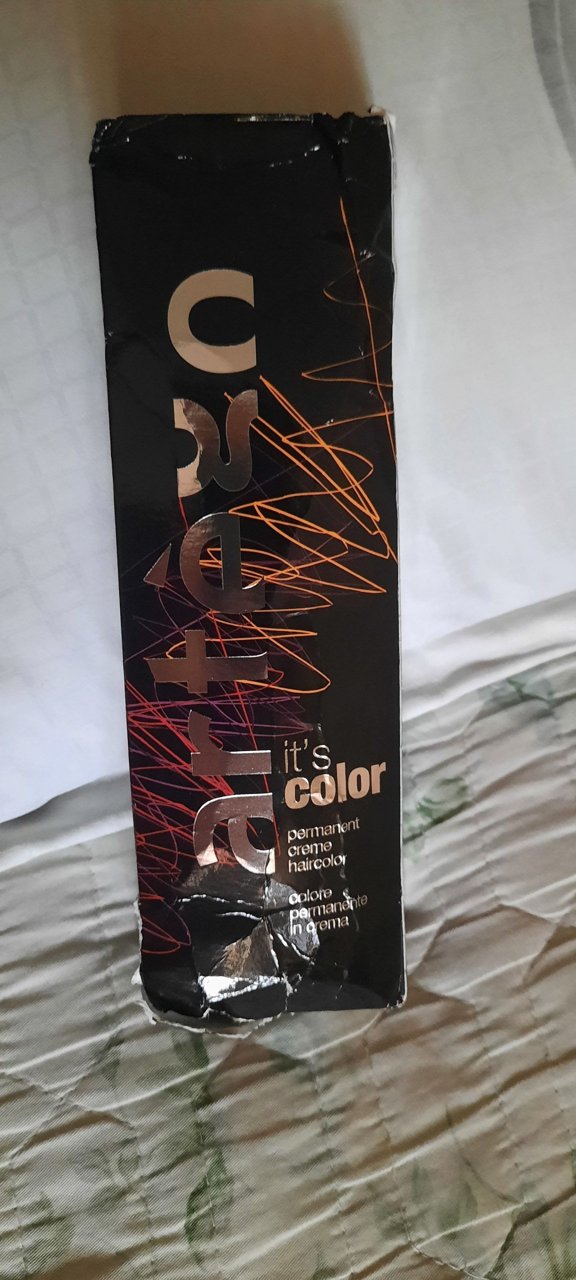 artègo
it's
color
permanent
creme
haircolor
colore
permanente
in crema